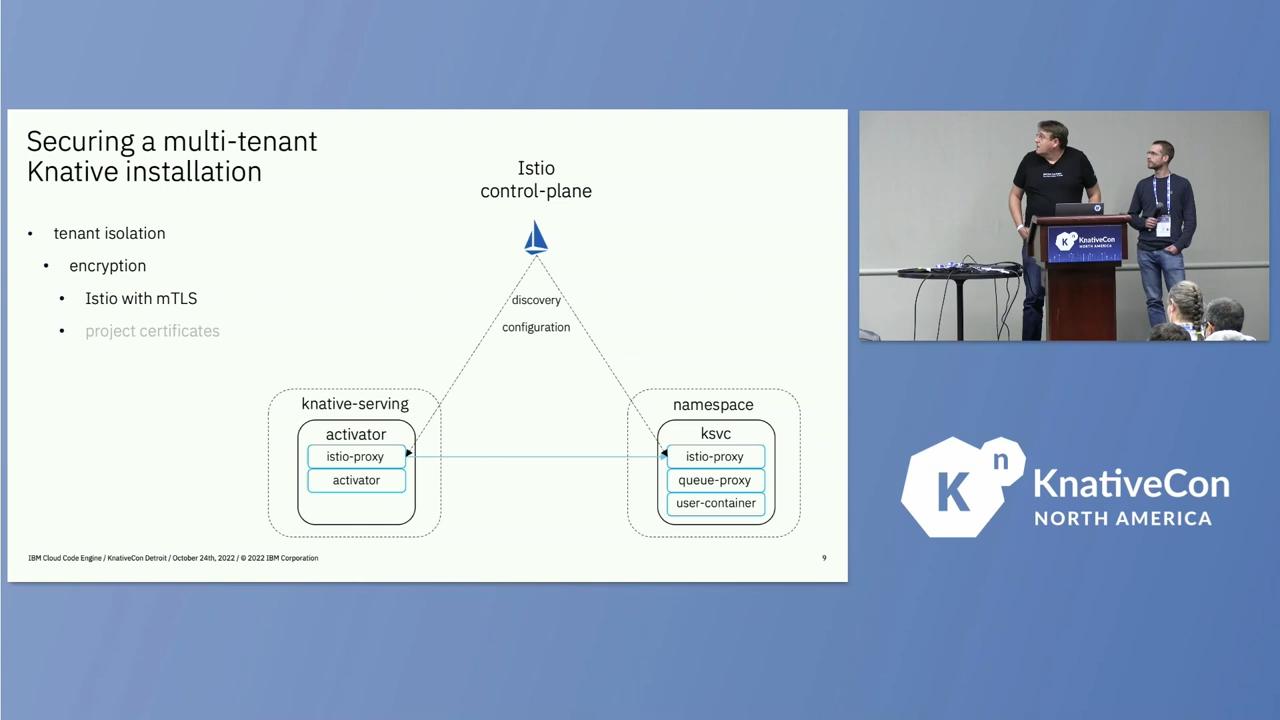 Securing a multi-tenant
Knative installation
• tenant isolation
• encryption
• Istio with mTLS
• project certificates
Istio
control-plane
discovery
configuration
knative-serving
activator
istio-proxy
activator
namespace
ksvc
istio-proxy
queue-proxy
user-container
IBM Cloud Code Engine / KnativeCon Detroit / October 24th, 2022 / © 2022 IBM Corporation
9
K
KnativeCon
K
n
KnativeCon
NORTH AMERICA